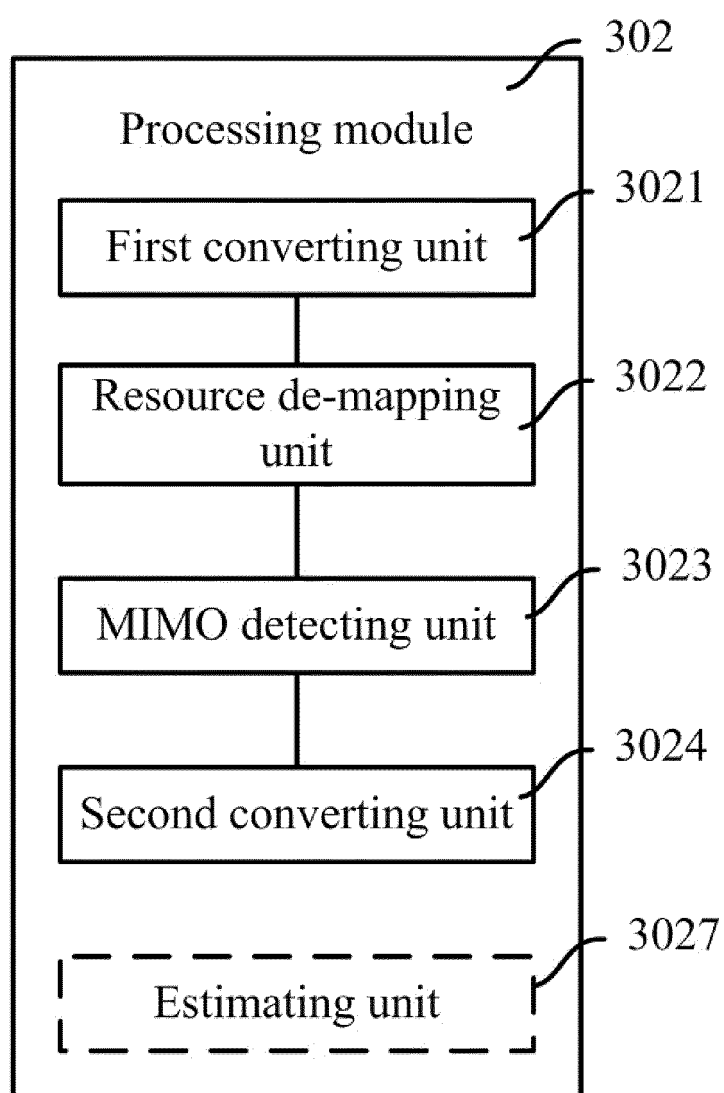 302
Processing module
3021
First converting unit
3022
Resource de-mapping
unit
3023
MIMO detecting unit
3024
Second converting unit
3027
Estimating unit